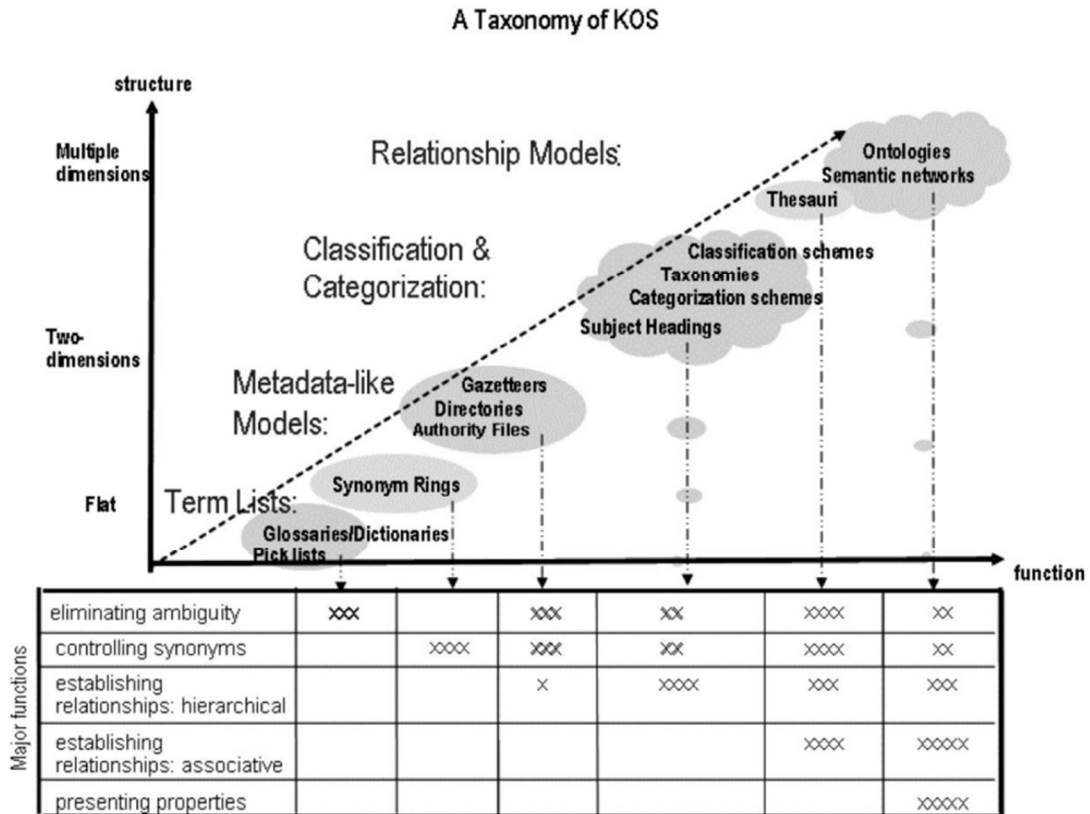 A Taxonomy of KOS
structure
Multiple
dimensions
Relationship Models:
Ontologies
Semantic networks
Thesauri
Classification &
Categorization:
Classification schemes
Taxonomies
Categorization schemes
Subject Headings
Two-
dimensions
Metadata-like
Models:
Gazetteers
Directories
Authority Files
Flat
Term Lists:
Synonym Rings
Glossaries/Dictionaries
Pick lists
function
Major functions
eliminating ambiguity XXX XXX XX XXXX XX
controlling synonyms XXXX XXX XX XXXX XX
establishing
relationships: hierarchical X XXXX XXX XXX
establishing
relationships: associative XXXX XXXXX
presenting properties XXXXX